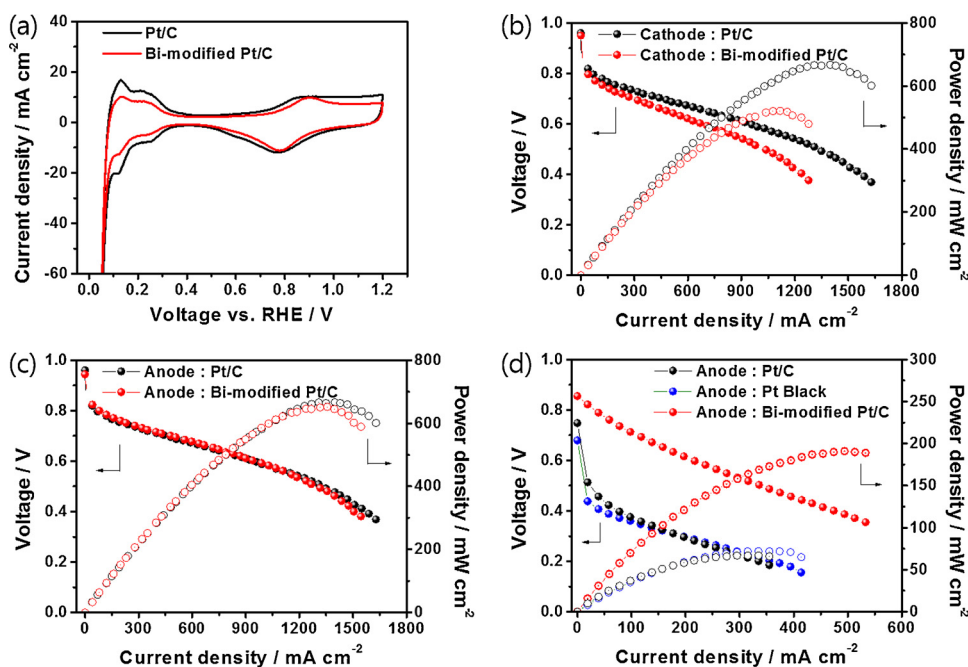 (a)
Pt/C
Bi-modified Pt/C
40
20
0
-20
-40
-60
0.0 0.2 0.4 0.6 0.8 1.0 1.2
Current density / mA cm-2
Voltage vs. RHE / V
(b)
Cathode : Pt/C
Cathode : Bi-modified Pt/C
1.0
0.8
0.6
0.4
0.2
0.0
0 300 600 900 1200 1500 1800
800
600
400
200
0
Voltage / V
Current density / mA cm-2
Power density / mW cm-2
(c)
Anode : Pt/C
Anode : Bi-modified Pt/C
1.0
0.8
0.6
0.4
0.2
0.0
0 300 600 900 1200 1500 1800
800
600
400
200
0
Voltage / V
Current density / mA cm-2
Power density / mW cm-2
(d)
Anode : Pt/C
Anode : Pt Black
Anode : Bi-modified Pt/C
1.0
0.8
0.6
0.4
0.2
0.0
0 100 200 300 400 500 600
300
250
200
150
100
50
0
Voltage / V
Current density / mA cm-2
Power density / mW cm-2